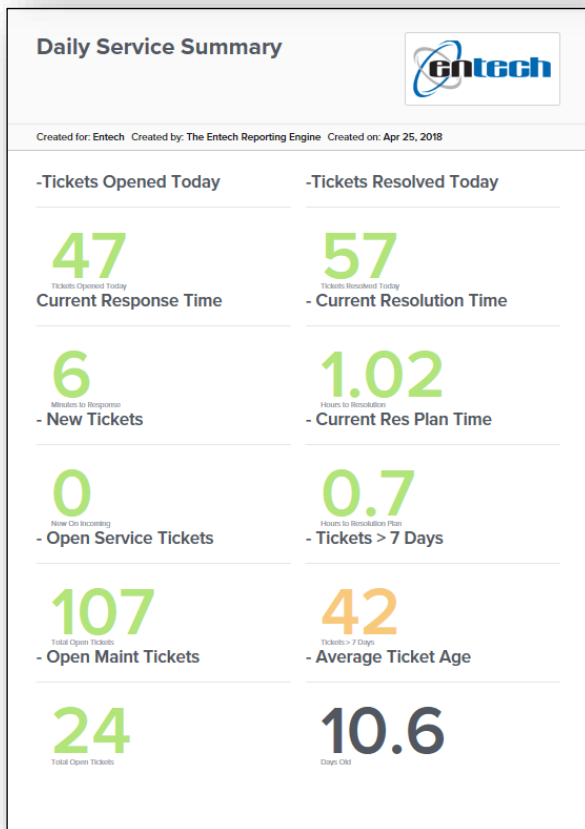 Daily Service Summary
entech
Created for: Entech Created by: The Entech Reporting Engine Created on: Apr 25, 2018
-Tickets Opened Today
-Tickets Resolved Today
47
57
Tickets Opened Today
Tickets Resolved Today
Current Response Time
- Current Resolution Time
6
1.02
Minutes to Response
Hours to Resolution
- New Tickets
- Current Res Plan Time
0
0.7
New On Incoming
Hours to Resolution Plan
- Open Service Tickets
- Tickets > 7 Days
107
42
Total Open Tickets
Tickets > 7 Days
- Open Maint Tickets
- Average Ticket Age
24
10.6
Total Open Tickets
Days Old